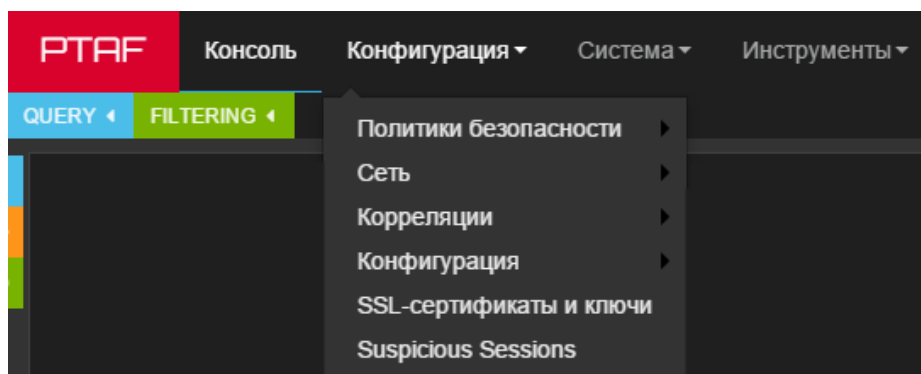 PTAF Консоль Конфигурация Система Инструменты
QUERY FILTERING
Политики безопасности
Сеть
Корреляции
Конфигурация
SSL-сертификаты и ключи
Suspicious Sessions